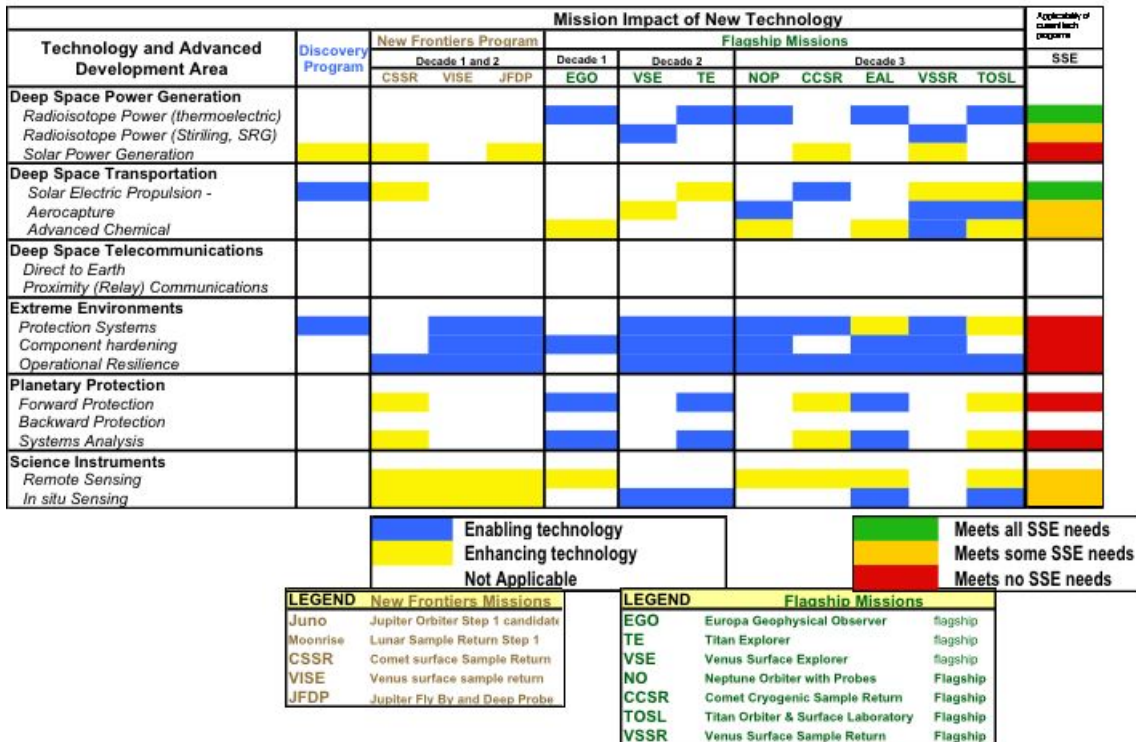 Mission Impact of New Technology
Applicability of
current tech
programs
Technology and Advanced
Development Area
Discovery
Program
New Frontiers Program
Flagship Missions
SSE
Decade 1 and 2
Decade 1
Decade 2
Decade 3
CSSR VISE JFDP EGO VSE TE NOP CCSR EAL VSSR TOSL
Deep Space Power Generation
Radioisotope Power (thermoelectric)
Radioisotope Power (Stiriling, SRG)
Solar Power Generation
Deep Space Transportation
Solar Electric Propulsion -
Aerocapture
Advanced Chemical
Deep Space Telecommunications
Direct to Earth
Proximity (Relay) Communications
Extreme Environments
Protection Systems
Component hardening
Operational Resilience
Planetary Protection
Forward Protection
Backward Protection
Systems Analysis
Science Instruments
Remote Sensing
In situ Sensing
Enabling technology
Enhancing technology
Not Applicable
Meets all SSE needs
Meets some SSE needs
Meets no SSE needs
LEGEND New Frontiers Missions
Juno Jupiter Orbiter Step 1 candidate
Moonrise Lunar Sample Return Step 1
CSSR Comet surface Sample Return
VISE Venus surface sample return
JFDP Jupiter Fly By and Deep Probe
LEGEND Flagship Missions
EGO Europa Geophysical Observer flagship
TE Titan Explorer flagship
VSE Venus Surface Explorer flagship
NO Neptune Orbiter with Probes Flagship
CCSR Comet Cryogenic Sample Return Flagship
TOSL Titan Orbiter & Surface Laboratory Flagship
VSSR Venus Surface Sample Return Flagship